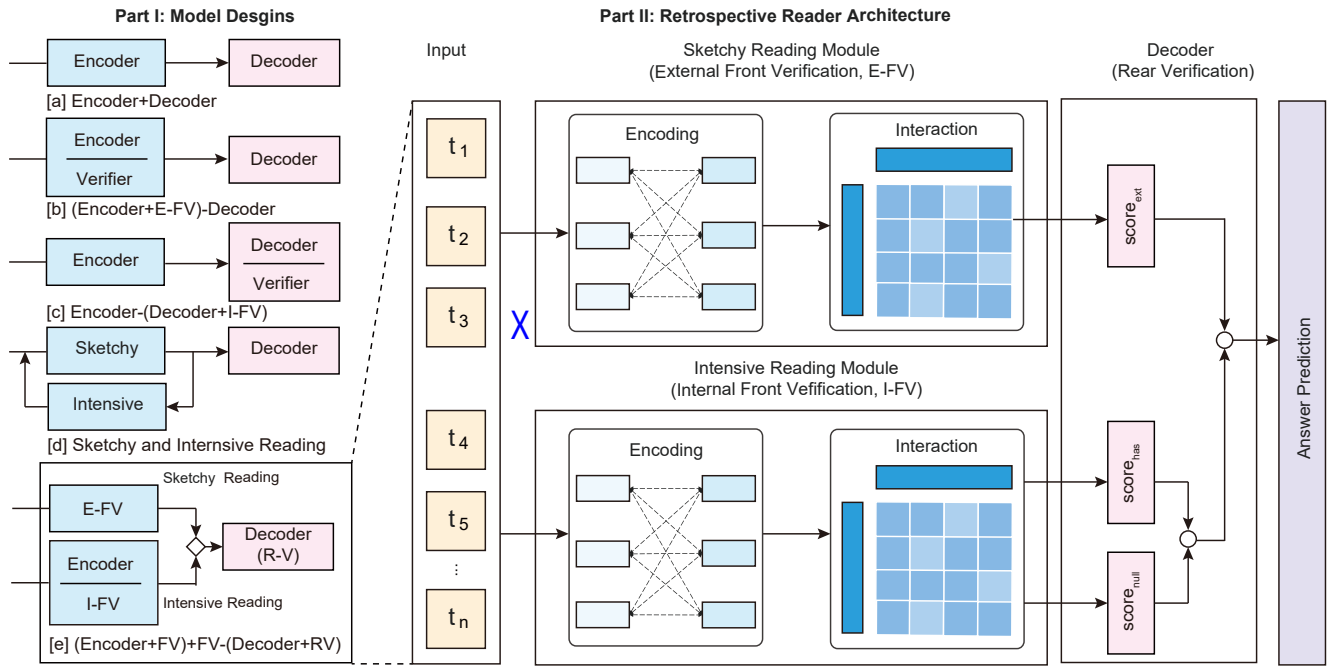 Part I: Model Desgins
Encoder
Decoder
[a] Encoder+Decoder
Encoder
Verifier
Decoder
[b] (Encoder+E-FV)-Decoder
Encoder
Decoder
Verifier
[c] Encoder-(Decoder+I-FV)
Sketchy
Decoder
Intensive
[d] Sketchy and Internsive Reading
Sketchy Reading
E-FV
Decoder
(R-V)
Encoder
I-FV
Intensive Reading
[e] (Encoder+FV)+FV-(Decoder+RV)
Part II: Retrospective Reader Architecture
Input
t1
t2
t3
t4
t5
...
tn
X
Sketchy Reading Module
(External Front Verification, E-FV)
Encoding
Interaction
Intensive Reading Module
(Internal Front Vefification, I-FV)
Encoding
Interaction
Decoder
(Rear Verification)
score_ext
score_has
score_null
Answer Prediction